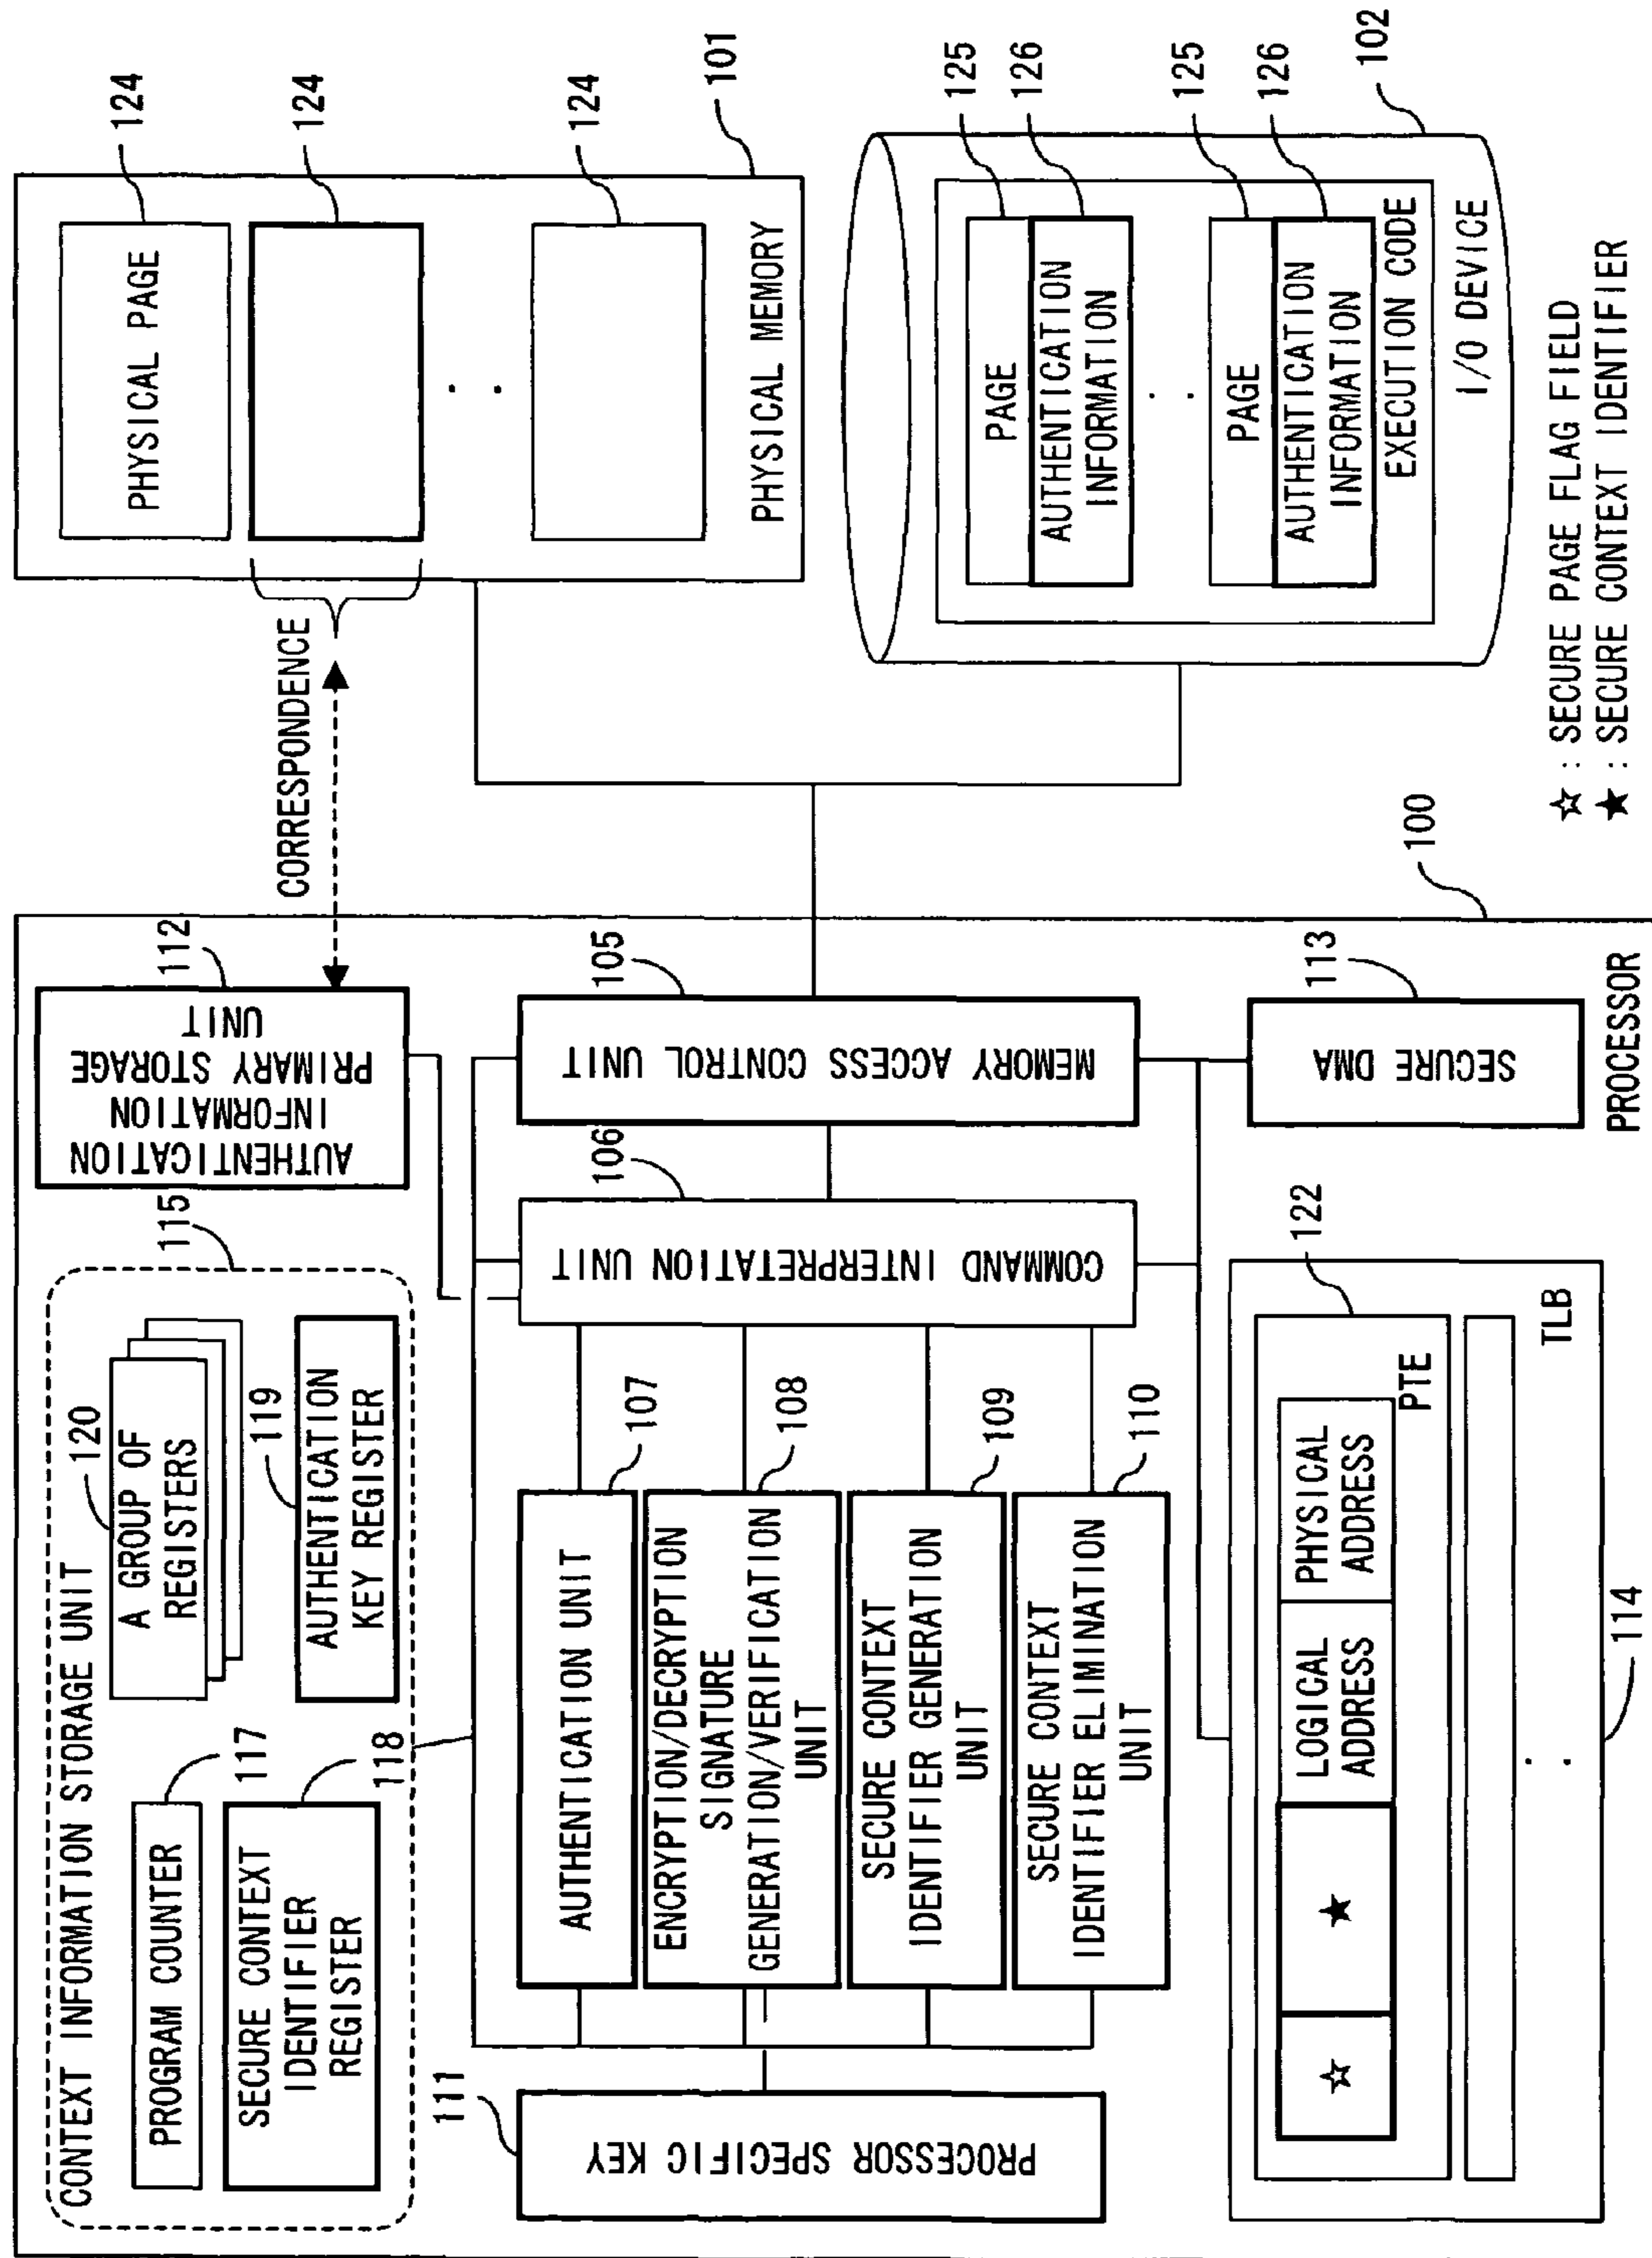 CONTEXT INFORMATION STORAGE UNIT
115
PROGRAM COUNTER
117
SECURE CONTEXT
IDENTIFIER
REGISTER
118
120
A GROUP OF
REGISTERS
119
AUTHENTICATION
KEY REGISTER
AUTHENTICATION
INFORMATION
PRIMARY STORAGE
UNIT
112
CORRESPONDENCE
111
PROCESSOR SPECIFIC KEY
AUTHENTICATION UNIT
107
ENCRYPTION/DECRYPTION
SIGNATURE
GENERATION/VERIFICATION
UNIT
108
SECURE CONTEXT
IDENTIFIER GENERATION
UNIT
109
SECURE CONTEXT
IDENTIFIER ELIMINATION
UNIT
110
106
COMMAND INTERPRETATION UNIT
105
MEMORY ACCESS CONTROL UNIT
113
SECURE DMA
PROCESSOR
100
☆
★
LOGICAL
ADDRESS
PHYSICAL
ADDRESS
PTE
122
TLB
114
PHYSICAL PAGE
124
124
124
PHYSICAL MEMORY
101
PAGE
125
AUTHENTICATION
INFORMATION
126
PAGE
125
AUTHENTICATION
INFORMATION
126
EXECUTION CODE
I/O DEVICE
102
☆ : SECURE PAGE FLAG FIELD
★ : SECURE CONTEXT IDENTIFIER